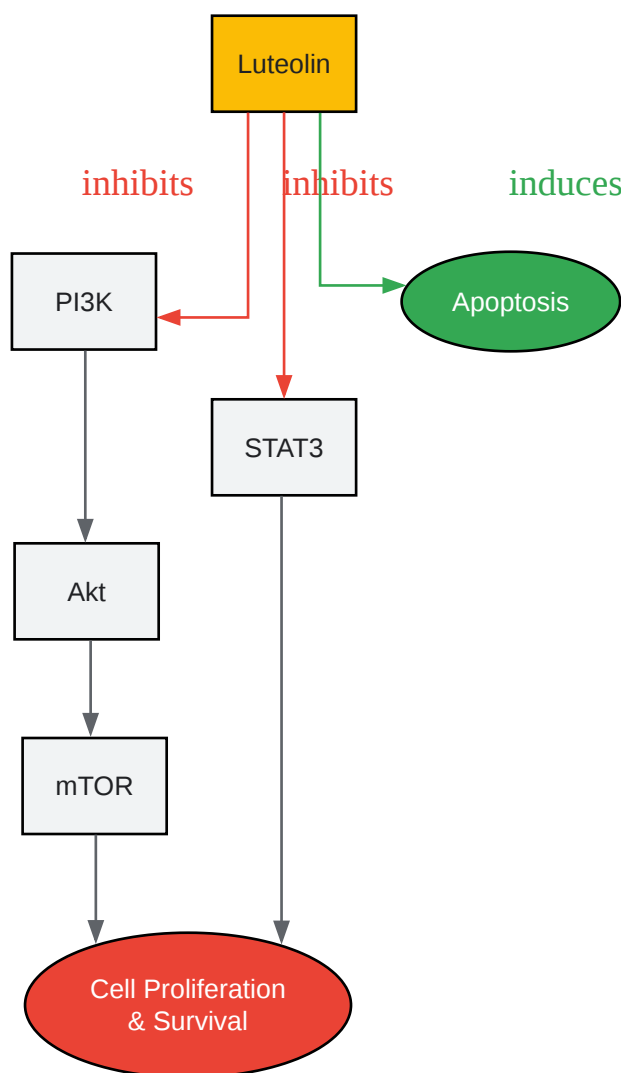 Luteolin
inhibits
inhibits
induces
PI3K
Apoptosis
STAT3
Akt
mTOR
Cell Proliferation
& Survival